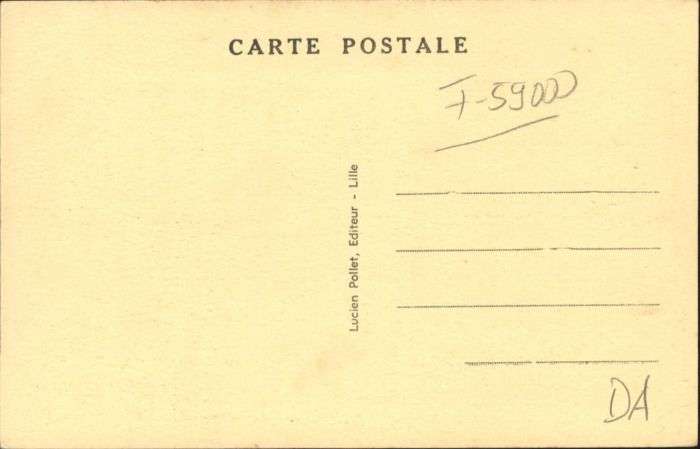 CARTE POSTALE
F-59000
Lucien Pollet, Editeur - Lille
DA